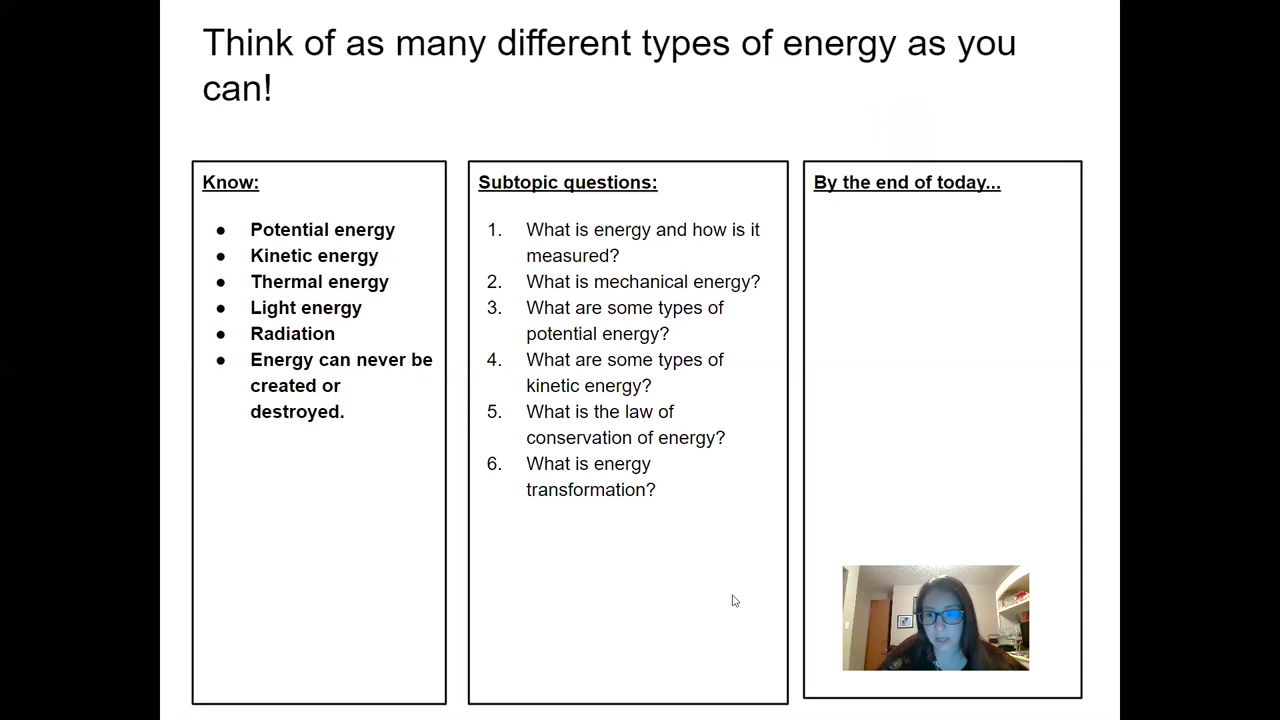 Think of as many different types of energy as you
can!
Know:
● Potential energy
● Kinetic energy
● Thermal energy
● Light energy
● Radiation
● Energy can never be
created or
destroyed.
Subtopic questions:
1. What is energy and how is it
measured?
2. What is mechanical energy?
3. What are some types of
potential energy?
4. What are some types of
kinetic energy?
5. What is the law of
conservation of energy?
6. What is energy
transformation?
By the end of today...